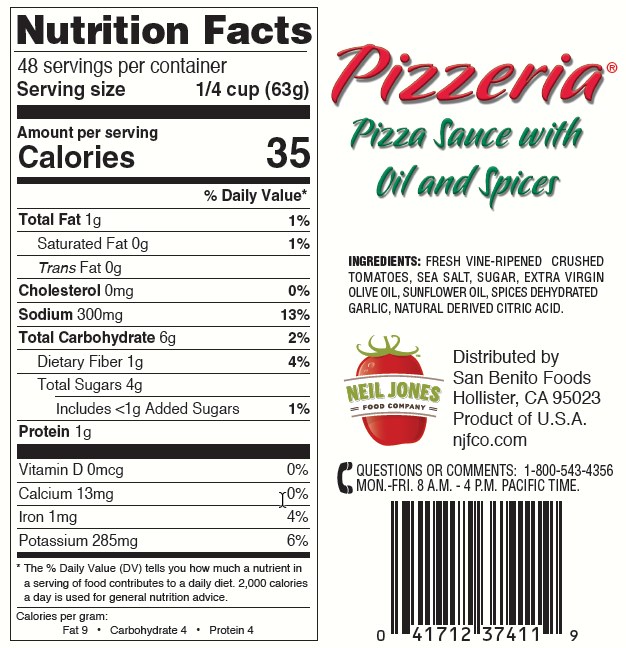 Nutrition Facts
48 servings per container
Serving size 1/4 cup (63g)
Amount per serving
Calories 35
% Daily Value*
Total Fat 1g 1%
Saturated Fat 0g 1%
Trans Fat 0g
Cholesterol 0mg 0%
Sodium 300mg 13%
Total Carbohydrate 6g 2%
Dietary Fiber 1g 4%
Total Sugars 4g
Includes <1g Added Sugars 1%
Protein 1g
Vitamin D 0mcg 0%
Calcium 13mg 0%
Iron 1mg 4%
Potassium 285mg 6%
* The % Daily Value (DV) tells you how much a nutrient in
a serving of food contributes to a daily diet. 2,000 calories
a day is used for general nutrition advice.
Calories per gram:
Fat 9 • Carbohydrate 4 • Protein 4
Pizzeria®
Pizza Sauce with
Oil and Spices
INGREDIENTS: FRESH VINE-RIPENED CRUSHED
TOMATOES, SEA SALT, SUGAR, EXTRA VIRGIN
OLIVE OIL, SUNFLOWER OIL, SPICES DEHYDRATED
GARLIC, NATURAL DERIVED CITRIC ACID.
NEIL JONES
FOOD COMPANY
Distributed by
San Benito Foods
Hollister, CA 95023
Product of U.S.A.
njfco.com
QUESTIONS OR COMMENTS: 1-800-543-4356
MON.-FRI. 8 A.M. - 4 P.M. PACIFIC TIME.
0 41712 37411 9